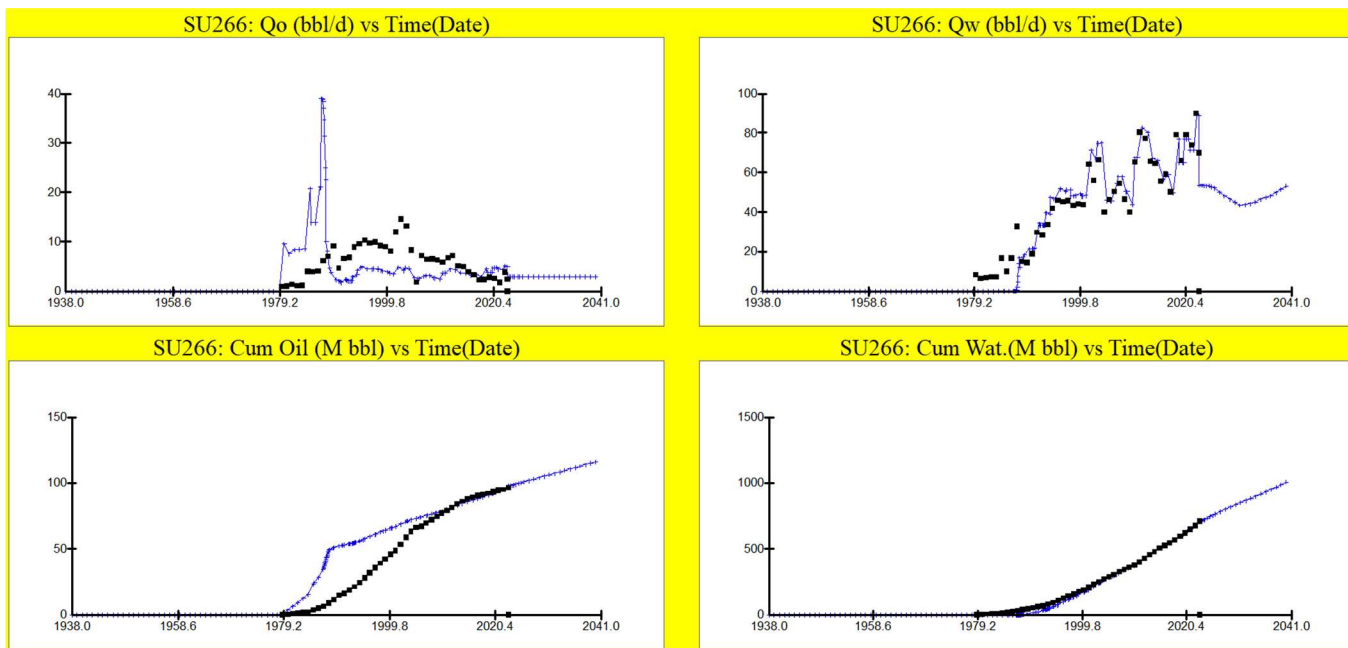 SU266: Qo (bbl/d) vs Time(Date)
40
30
20
10
0
1938.0 1958.6 1979.2 1999.8 2020.4 2041.0
SU266: Qw (bbl/d) vs Time(Date)
100
80
60
40
20
0
1938.0 1958.6 1979.2 1999.8 2020.4 2041.0
SU266: Cum Oil (M bbl) vs Time(Date)
150
100
50
0
1938.0 1958.6 1979.2 1999.8 2020.4 2041.0
SU266: Cum Wat.(M bbl) vs Time(Date)
1500
1000
500
0
1938.0 1958.6 1979.2 1999.8 2020.4 2041.0